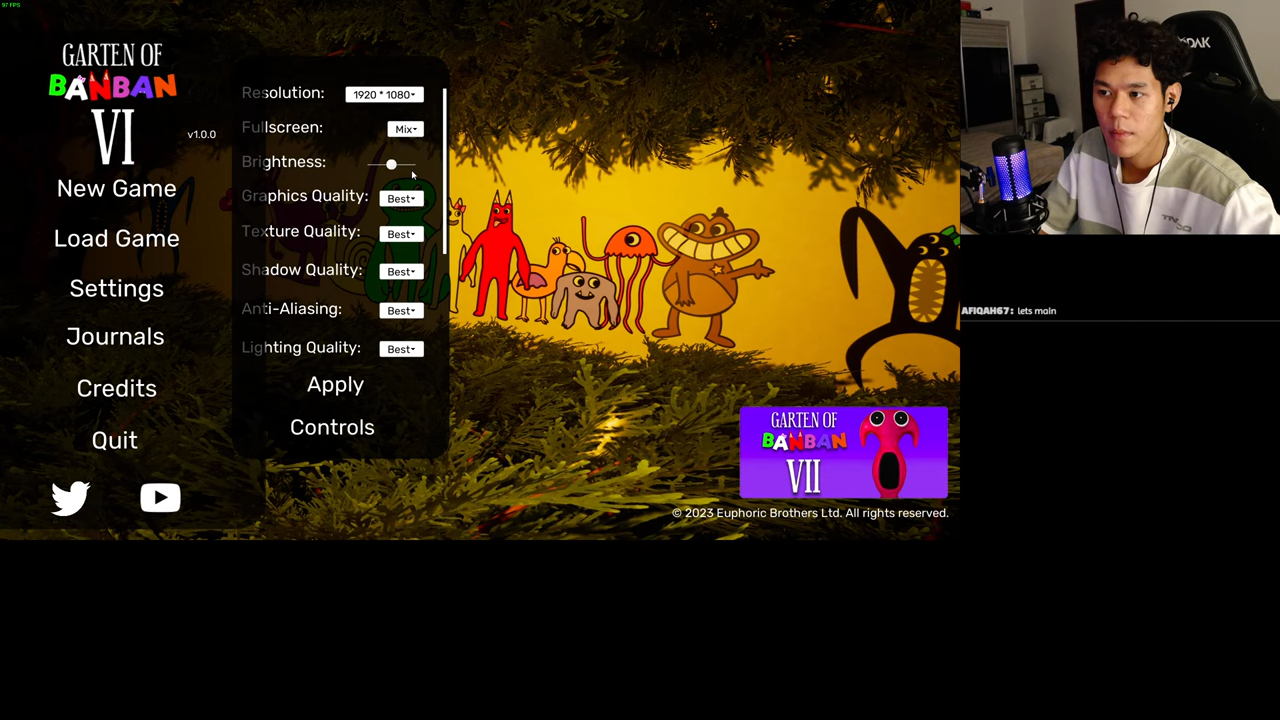 97 FPS
GARTEN OF
BANBAN
VI
v1.0.0
New Game
Load Game
Settings
Journals
Credits
Quit
Resolution: 1920 * 1080
Fullscreen: Mix
Brightness:
Graphics Quality: Best
Texture Quality: Best
Shadow Quality: Best
Anti-Aliasing: Best
Lighting Quality: Best
Apply
Controls
GARTEN OF
BANBAN
VII
© 2023 Euphoric Brothers Ltd. All rights reserved.
AFIQAH67: lets main